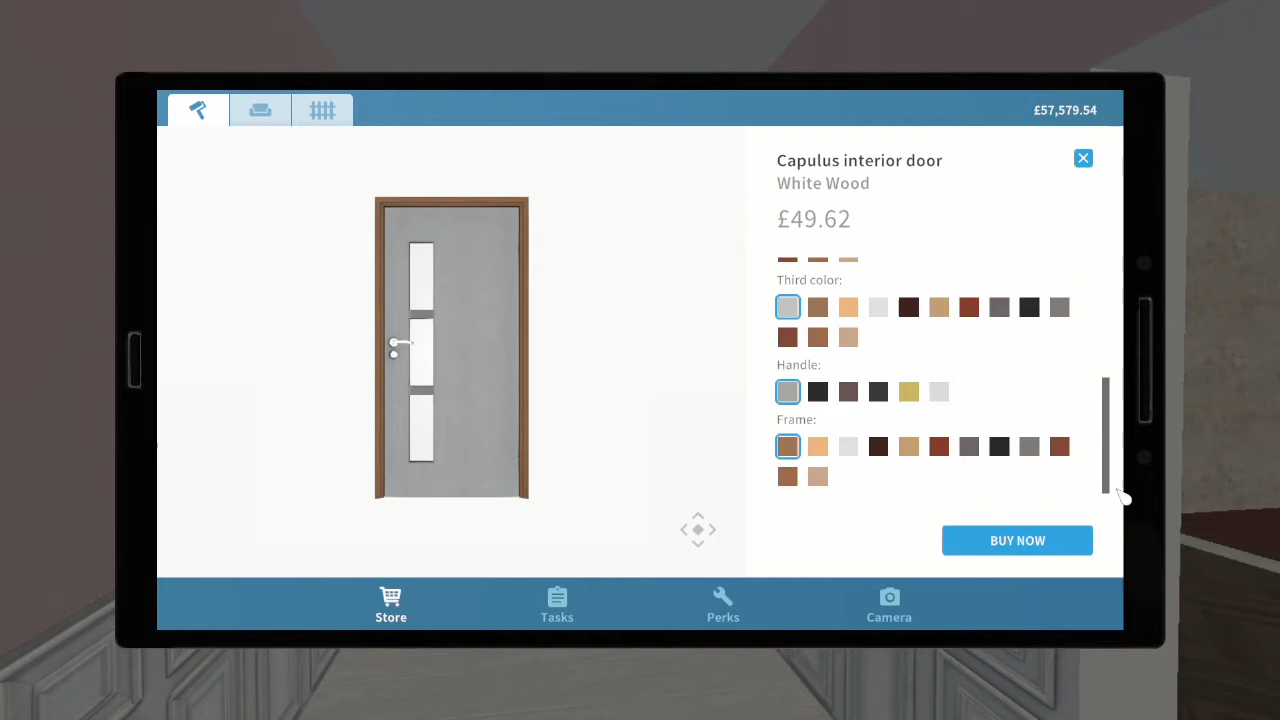 £57,579.54
Capulus interior door
White Wood
£49.62
Third color:
Handle:
Frame:
BUY NOW
Store
Tasks
Perks
Camera